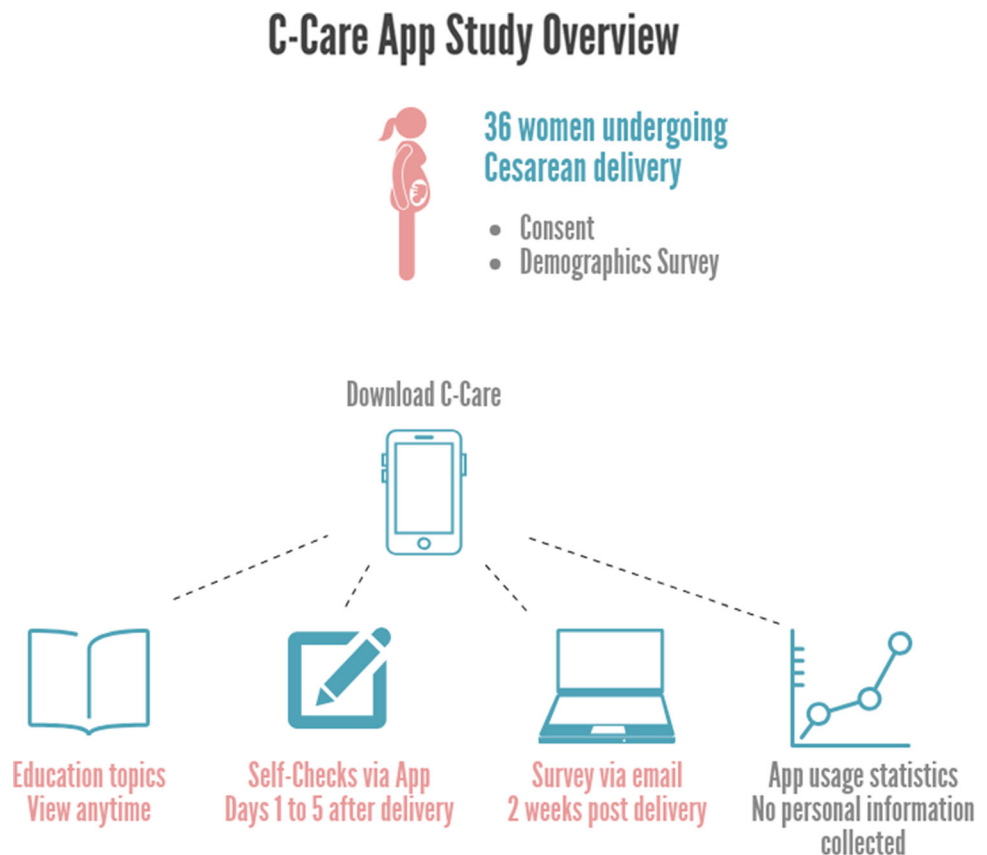 C-Care App Study Overview
36 women undergoing
Cesarean delivery
• Consent
• Demographics Survey
Download C-Care
Education topics
View anytime
Self-Checks via App
Days 1 to 5 after delivery
Survey via email
2 weeks post delivery
App usage statistics
No personal information
collected